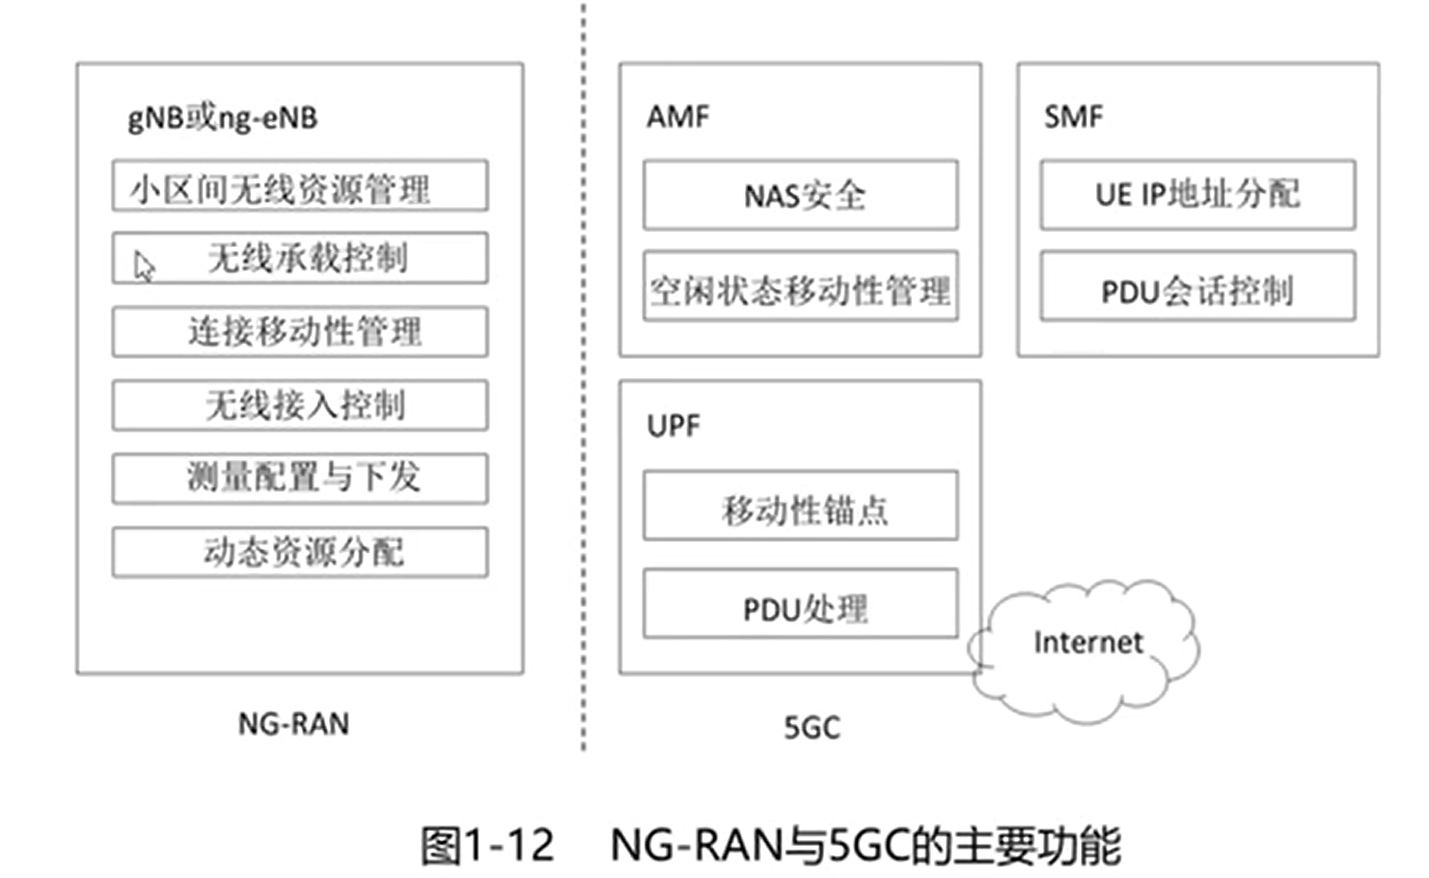 gNB或ng-eNB
小区间无线资源管理
无线承载控制
连接移动性管理
无线接入控制
测量配置与下发
动态资源分配
NG-RAN
AMF
NAS安全
空闲状态移动性管理
SMF
UE IP地址分配
PDU会话控制
UPF
移动性锚点
PDU处理
Internet
5GC
图1-12 NG-RAN与5GC的主要功能